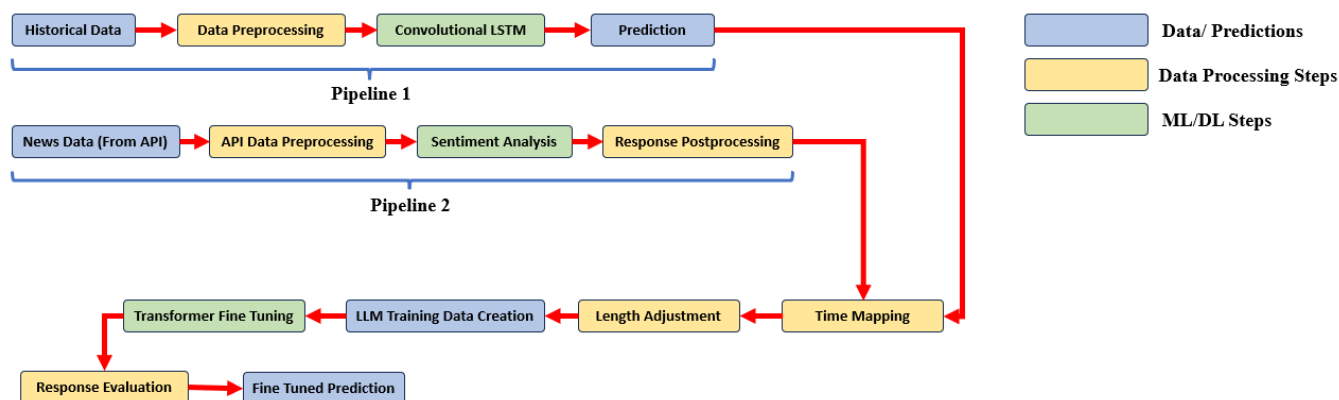 Historical Data
Data Preprocessing
Convolutional LSTM
Prediction
Pipeline 1
News Data (From API)
API Data Preprocessing
Sentiment Analysis
Response Postprocessing
Pipeline 2
Data/ Predictions
Data Processing Steps
ML/DL Steps
Time Mapping
Length Adjustment
LLM Training Data Creation
Transformer Fine Tuning
Response Evaluation
Fine Tuned Prediction